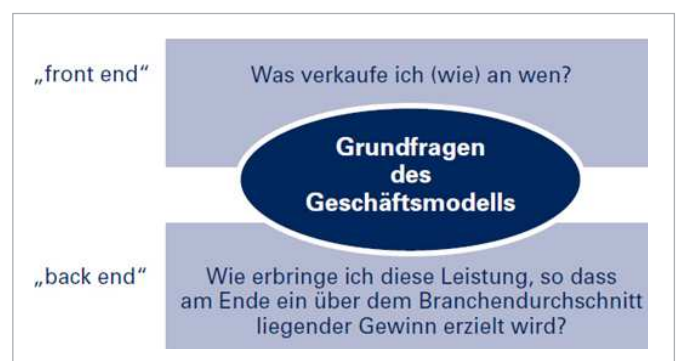 „front end“
Was verkaufe ich (wie) an wen?
Grundfragen
des
Geschäftsmodells
„back end“
Wie erbringe ich diese Leistung, so dass
am Ende ein über dem Branchendurchschnitt
liegender Gewinn erzielt wird?